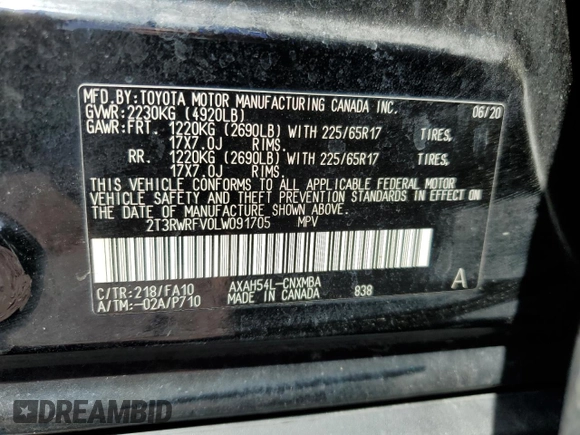 MFD.BY:TOYOTA MOTOR MANUFACTURING CANADA INC. 06/20
GVWR:2230KG (4920LB)
GAWR:FRT. 1220KG (2690LB) WITH 225/65R17 TIRES,
17X7.0J RIMS.
RR. 1220KG (2690LB) WITH 225/65R17 TIRES,
17X7.0J RIMS.
THIS VEHICLE CONFORMS TO ALL APPLICABLE FEDERAL MOTOR
VEHICLE SAFETY AND THEFT PREVENTION STANDARDS IN EFFECT ON
THE DATE OF MANUFACTURE SHOWN ABOVE.
2T3RWRFV0LW091705 MPV
C/TR:218/FA10 AXAH54L-CNXMBA A
A/TM:-02A/P710 MADE IN CANADA 838
DREAMBID